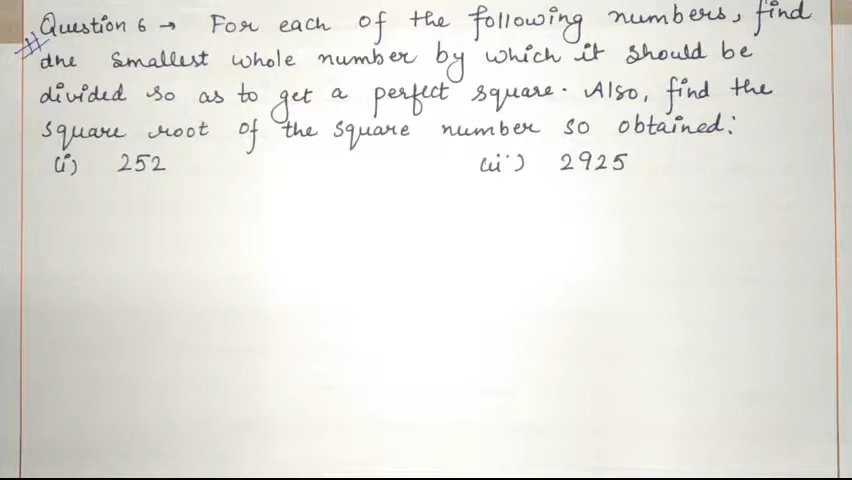 Question 6 → For each of the following numbers, find
the smallest whole number by which it should be
divided so as to get a perfect square. Also, find the
square root of the square number so obtained:
(i) 252 (ii) 2925